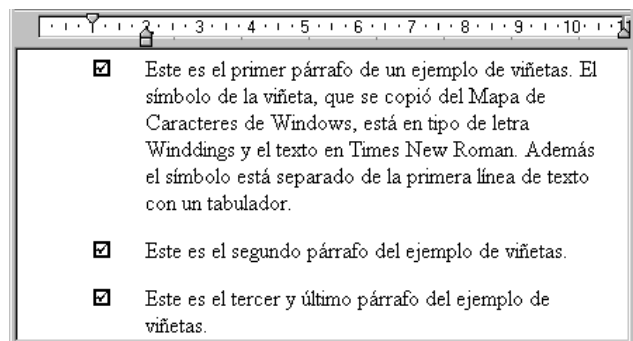 1 2 3 4 5 6 7 8 9 10 11
☑ Este es el primer párrafo de un ejemplo de viñetas. El
símbolo de la viñeta, que se copió del Mapa de
Caracteres de Windows, está en tipo de letra
Winddings y el texto en Times New Roman. Además
el símbolo está separado de la primera línea de texto
con un tabulador.
☑ Este es el segundo párrafo del ejemplo de viñetas.
☑ Este es el tercer y último párrafo del ejemplo de
viñetas.